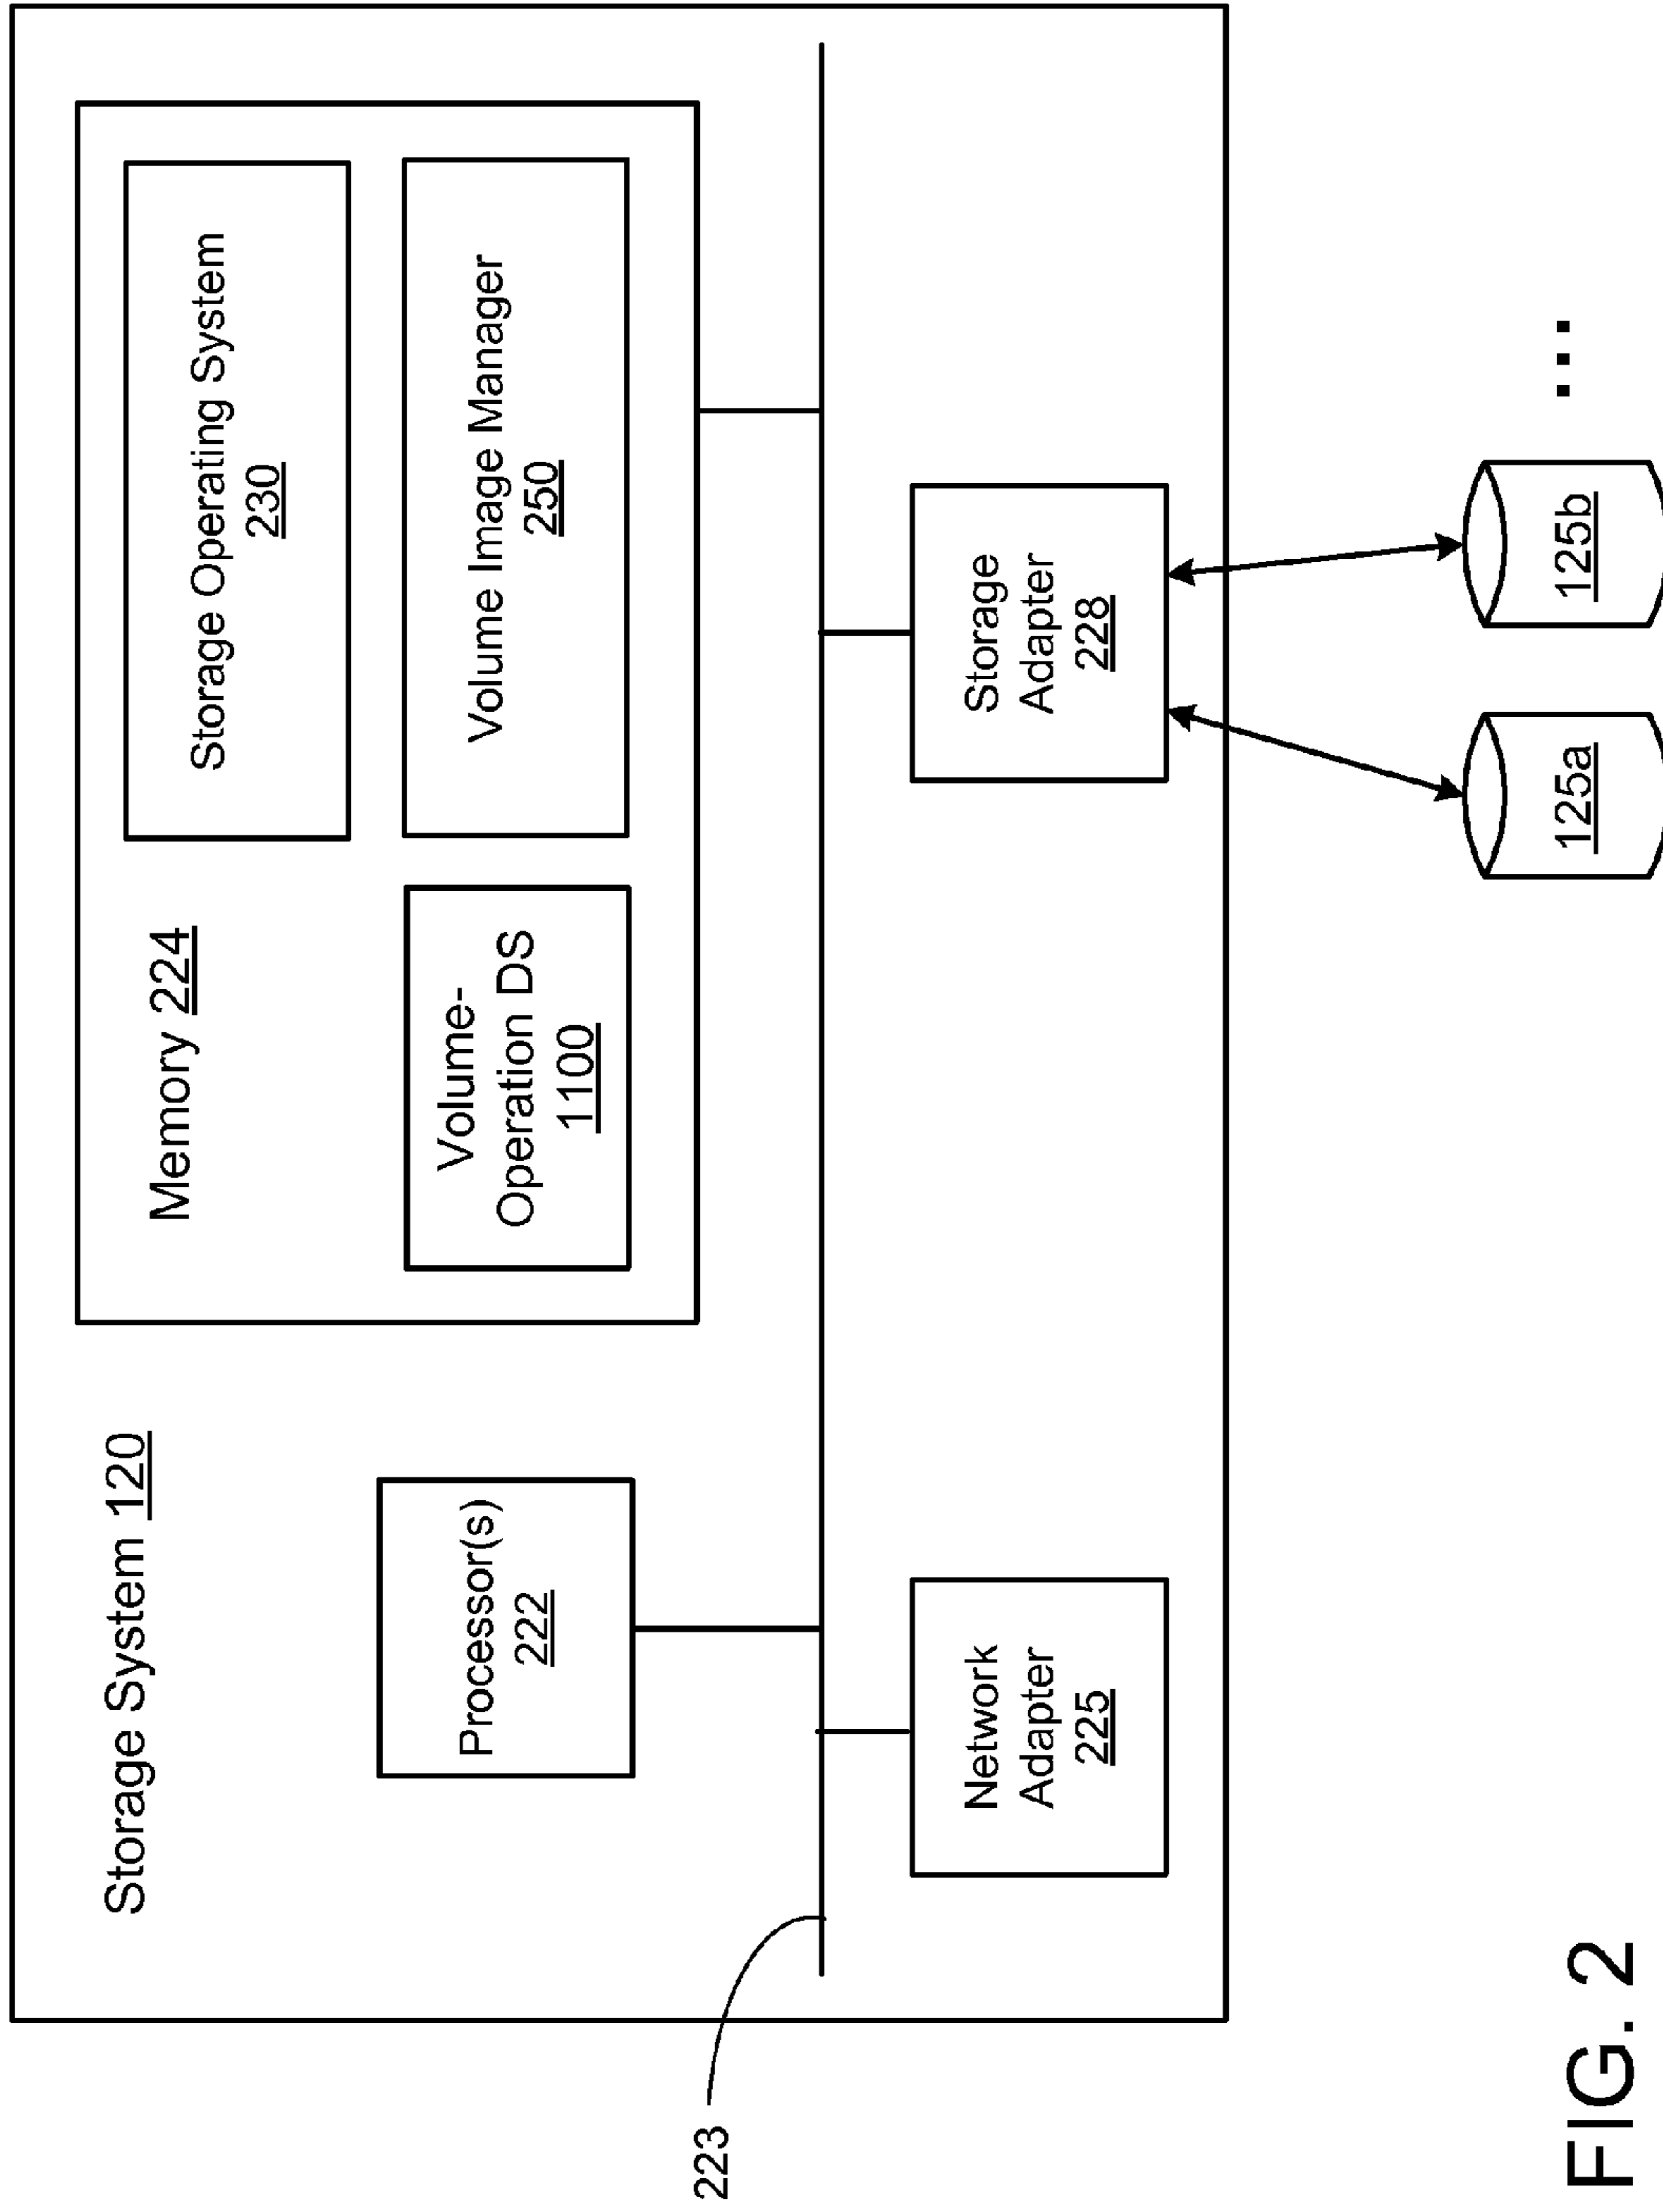 Storage System 120
Memory 224
Storage Operating System
230
Processor(s)
222
Volume-
Operation DS
1100
Volume Image Manager
250
223
Network
Adapter
225
Storage
Adapter
228
125a
125b
...
FIG. 2